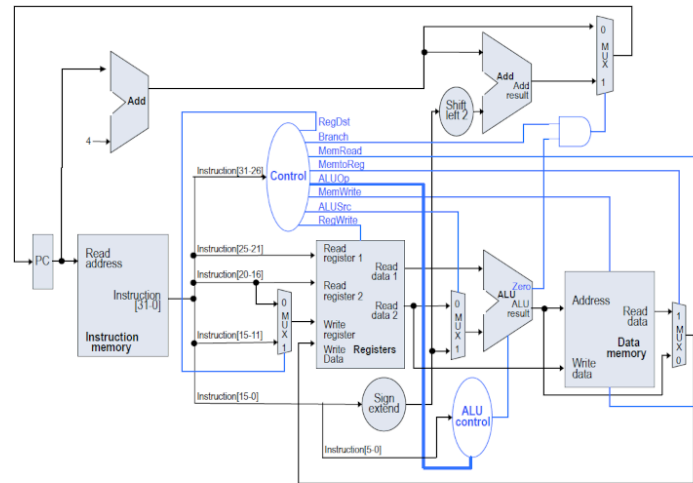 0
M
U
X
1
Add
4
Add
Add
result
Shift
left 2
RegDst
Branch
MemRead
MemtoReg
ALUOp
MemWrite
ALUSrc
RegWrite
Control
Instruction[31-26]
PC
Read
address
Instruction
[31-0]
Instruction
memory
Instruction[25-21]
Instruction[20-16]
Instruction[15-11]
0
M
U
X
1
Read
register 1
Read
register 2
Write
register
Write
Data
Read
data 1
Read
data 2
Registers
0
M
U
X
1
Zero
ALU
ALU
result
Address
Read
data
Write
data
Data
memory
1
M
U
X
0
Instruction[15-0]
Sign
extend
ALU
control
Instruction[5-0]